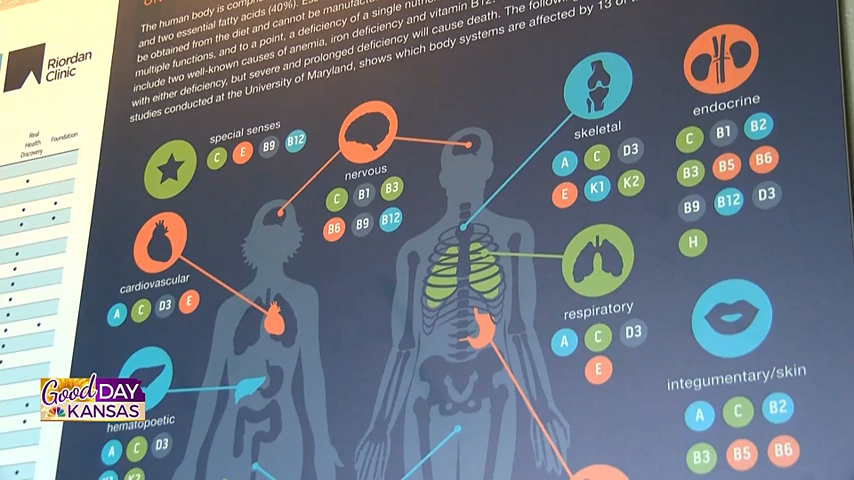 The human body is
and two essential fatty acids (40%).
be obtained from the diet and cannot be
multiple functions, and to a point, a deficiency of a single
include two well-known causes of anemia, iron deficiency and vitamin B12.
with either deficiency, but severe and prolonged deficiency will cause death. The
studies conducted at the University of Maryland, shows which body systems are affected by 13
Riordan
Clinic
Real
Health
Discovery
Foundation
special senses
C E B9 B12
nervous
C B1 B3
B6 B9 B12
skeletal
A C D3
E K1 K2
endocrine
C B1 B2
B3 B5 B6
B9 B12 D3
H
cardiovascular
A C D3 E
respiratory
A C D3
E
integumentary/skin
A C B2
B3 B5 B6
hematopoetic
A C D3
K1 K2
Good DAY
KANSAS